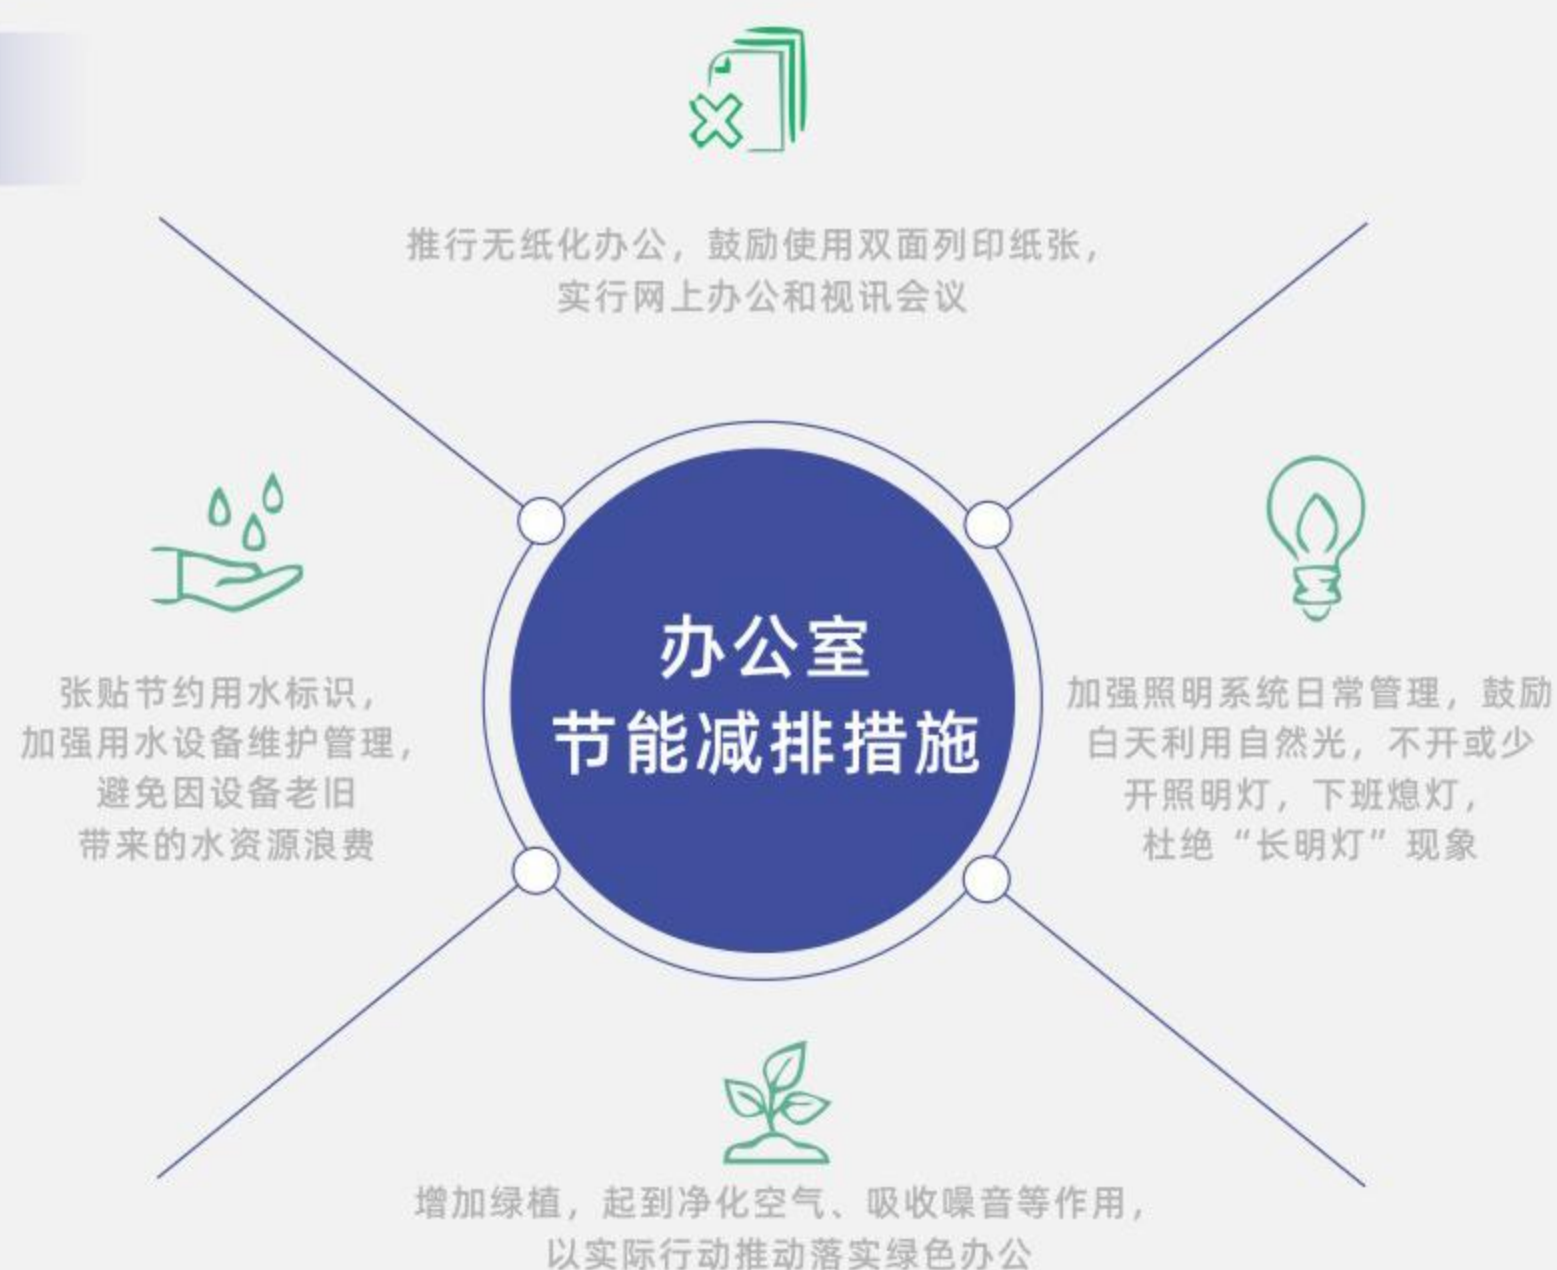 推行无纸化办公，鼓励使用双面列印纸张，
实行网上办公和视讯会议
张贴节约用水标识，
加强用水设备维护管理，
避免因设备老旧
带来的水资源浪费
办公室
节能减排措施
加强照明系统日常管理，鼓励
白天利用自然光，不开或少
开照明灯，下班熄灯，
杜绝“长明灯”现象
增加绿植，起到净化空气、吸收噪音等作用，
以实际行动推动落实绿色办公